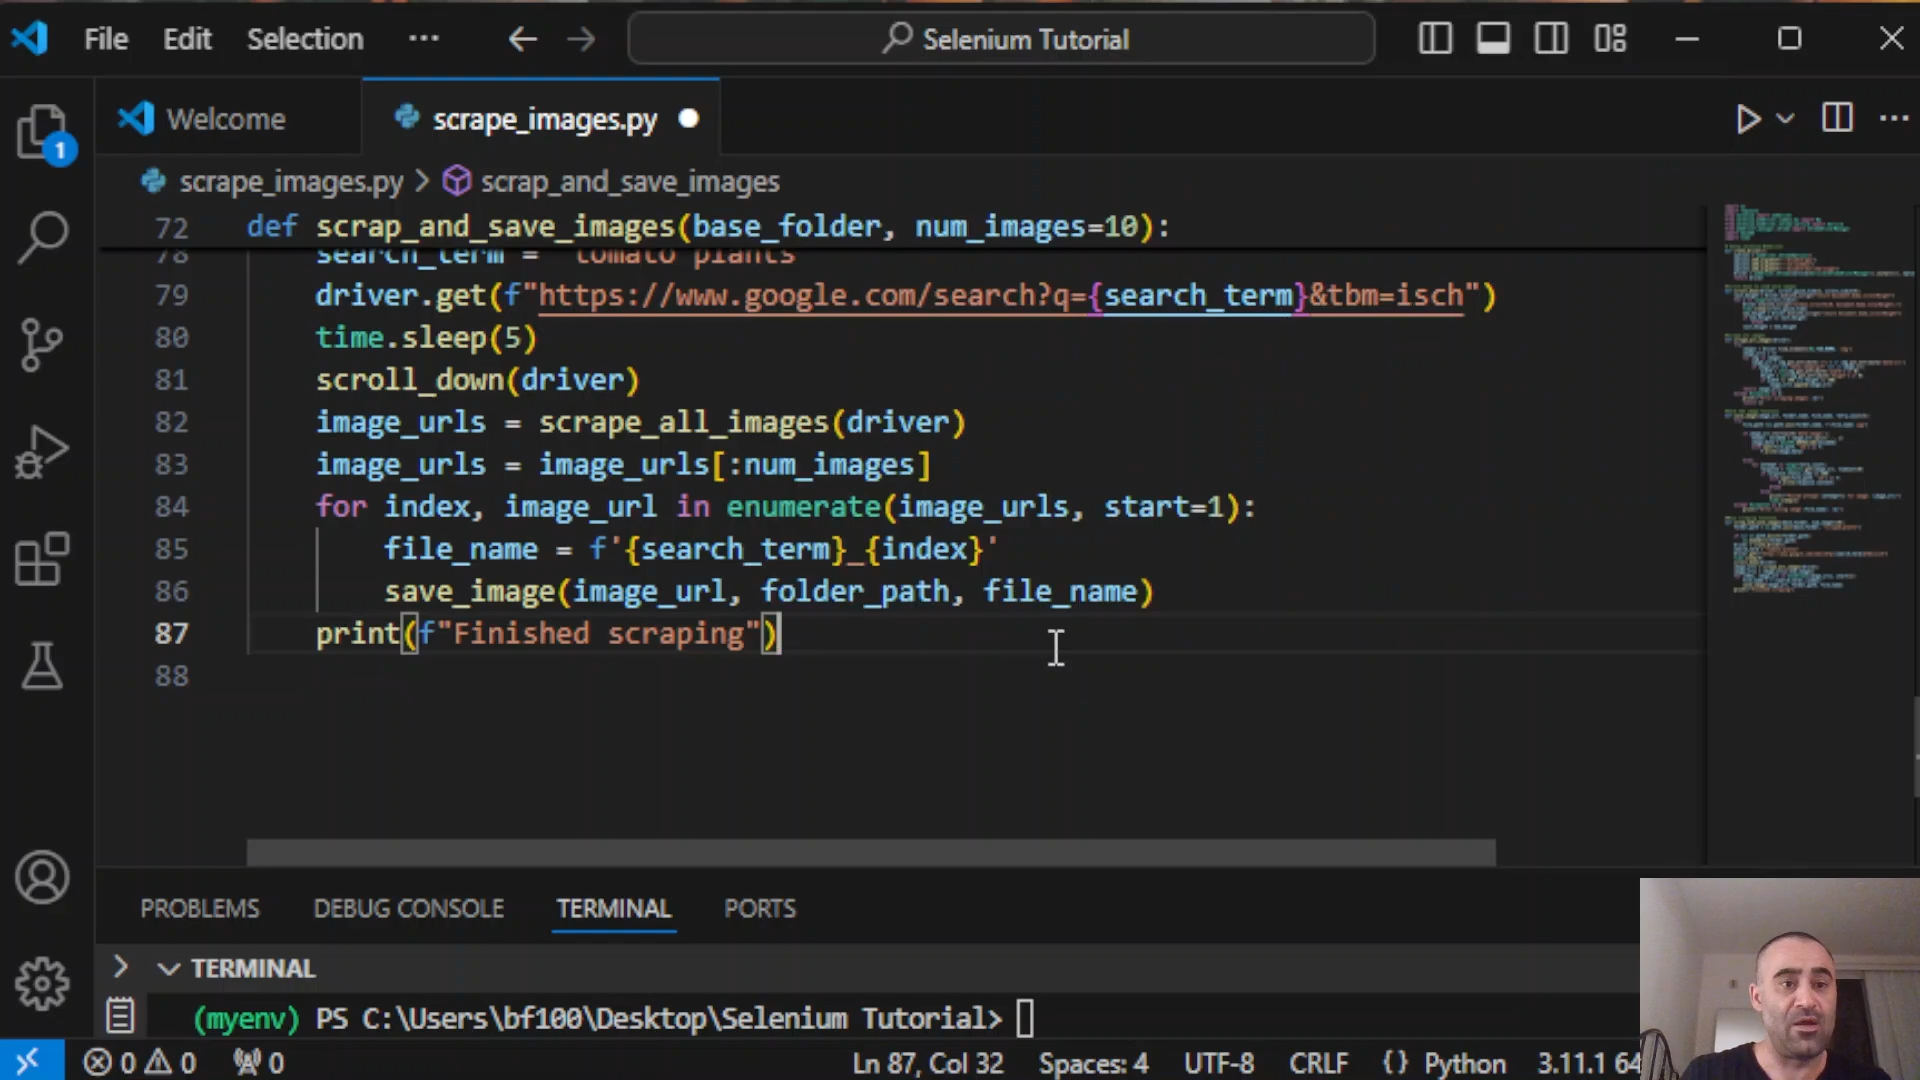 File Edit Selection ··· Selenium Tutorial
Welcome scrape_images.py
1
scrape_images.py > scrap_and_save_images
72 def scrap_and_save_images(base_folder, num_images=10):
78 search_term = "tomato plants
79 driver.get(f"https://www.google.com/search?q={search_term}&tbm=isch")
80 time.sleep(5)
81 scroll_down(driver)
82 image_urls = scrape_all_images(driver)
83 image_urls = image_urls[:num_images]
84 for index, image_url in enumerate(image_urls, start=1):
85 file_name = f'{search_term}_{index}'
86 save_image(image_url, folder_path, file_name)
87 print(f"Finished scraping")
88
PROBLEMS DEBUG CONSOLE TERMINAL PORTS
TERMINAL
(myenv) PS C:\Users\bf100\Desktop\Selenium Tutorial>
0 0 0 Ln 87, Col 32 Spaces: 4 UTF-8 CRLF {} Python 3.11.1 64